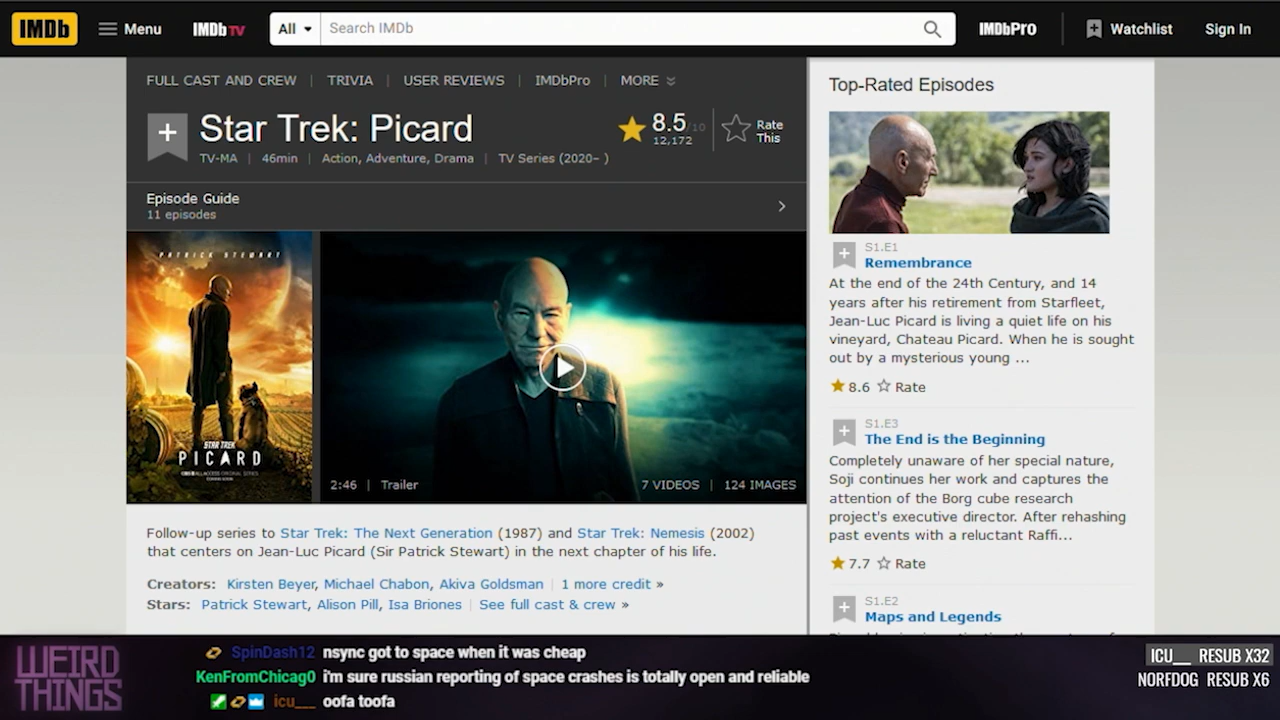 IMDb
Menu
IMDb TV
All
Search IMDb
IMDbPro
Watchlist
Sign In
FULL CAST AND CREW | TRIVIA | USER REVIEWS | IMDbPro | MORE
Star Trek: Picard
TV-MA | 46min | Action, Adventure, Drama | TV Series (2020– )
8.5/10
12,172
Rate
This
Episode Guide
11 episodes
PATRICK STEWART
STAR TREK
PICARD
2:46 | Trailer
7 VIDEOS | 124 IMAGES
Follow-up series to Star Trek: The Next Generation (1987) and Star Trek: Nemesis (2002)
that centers on Jean-Luc Picard (Sir Patrick Stewart) in the next chapter of his life.
Creators: Kirsten Beyer, Michael Chabon, Akiva Goldsman | 1 more credit »
Stars: Patrick Stewart, Alison Pill, Isa Briones | See full cast & crew »
Top-Rated Episodes
S1.E1
Remembrance
At the end of the 24th Century, and 14
years after his retirement from Starfleet,
Jean-Luc Picard is living a quiet life on his
vineyard, Chateau Picard. When he is sought
out by a mysterious young ...
8.6 Rate
S1.E3
The End is the Beginning
Completely unaware of her special nature,
Soji continues her work and captures the
attention of the Borg cube research
project's executive director. After rehashing
past events with a reluctant Raffi...
7.7 Rate
S1.E2
Maps and Legends
WEIRD
THINGS
SpinDash12 nsync got to space when it was cheap
KenFromChicag0 i'm sure russian reporting of space crashes is totally open and reliable
icu___ oofa toofa
ICU__ RESUB X32
NORFDOG RESUB X6